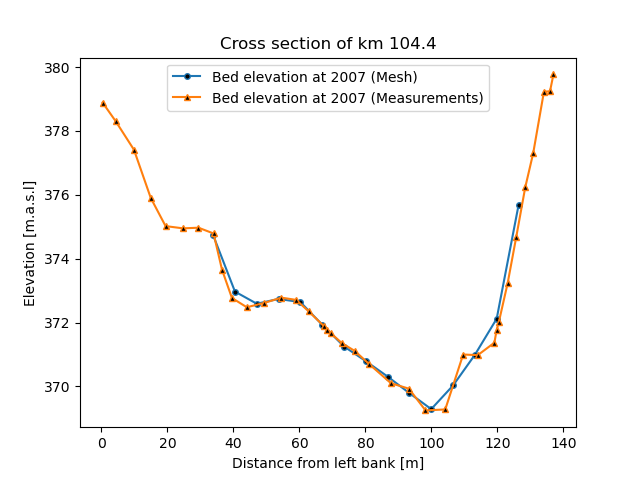 Cross section of km 104.4
Bed elevation at 2007 (Mesh)
Bed elevation at 2007 (Measurements)
Elevation [m.a.s.l]
380
378
376
374
372
370
0 20 40 60 80 100 120 140
Distance from left bank [m]